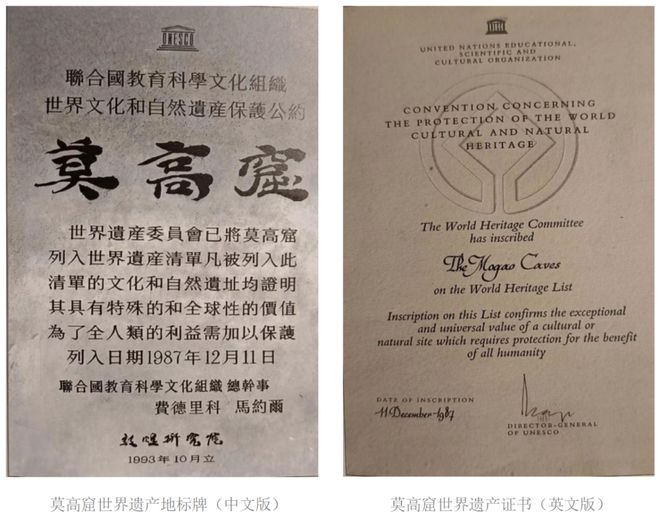 UNESCO
聯合國教育科學文化組織
世界文化和自然遺產保護公約
莫高窟
世界遺產委員會已將莫高窟
列入世界遺產清單凡被列入此
清單的文化和自然遺址均證明
其具有特殊的和全球性的價值
為了全人類的利益需加以保護
列入日期1987年12月11日
聯合國教育科學文化組織 總幹事
費德里科 馬約爾
敦煌研究院
1993年10月立
莫高窟世界遗产地标牌（中文版）
UNITED NATIONS EDUCATIONAL,
SCIENTIFIC AND
CULTURAL ORGANIZATION
CONVENTION CONCERNING
THE PROTECTION OF THE WORLD
CULTURAL AND NATURAL
HERITAGE
The World Heritage Committee
has inscribed
The Mogao Caves
on the World Heritage List
Inscription on this List confirms the exceptional
and universal value of a cultural or
natural site which requires protection for the benefit
of all humanity
DATE OF INSCRIPTION
11 December 1987
DIRECTOR-GENERAL
OF UNESCO
莫高窟世界遗产证书（英文版）